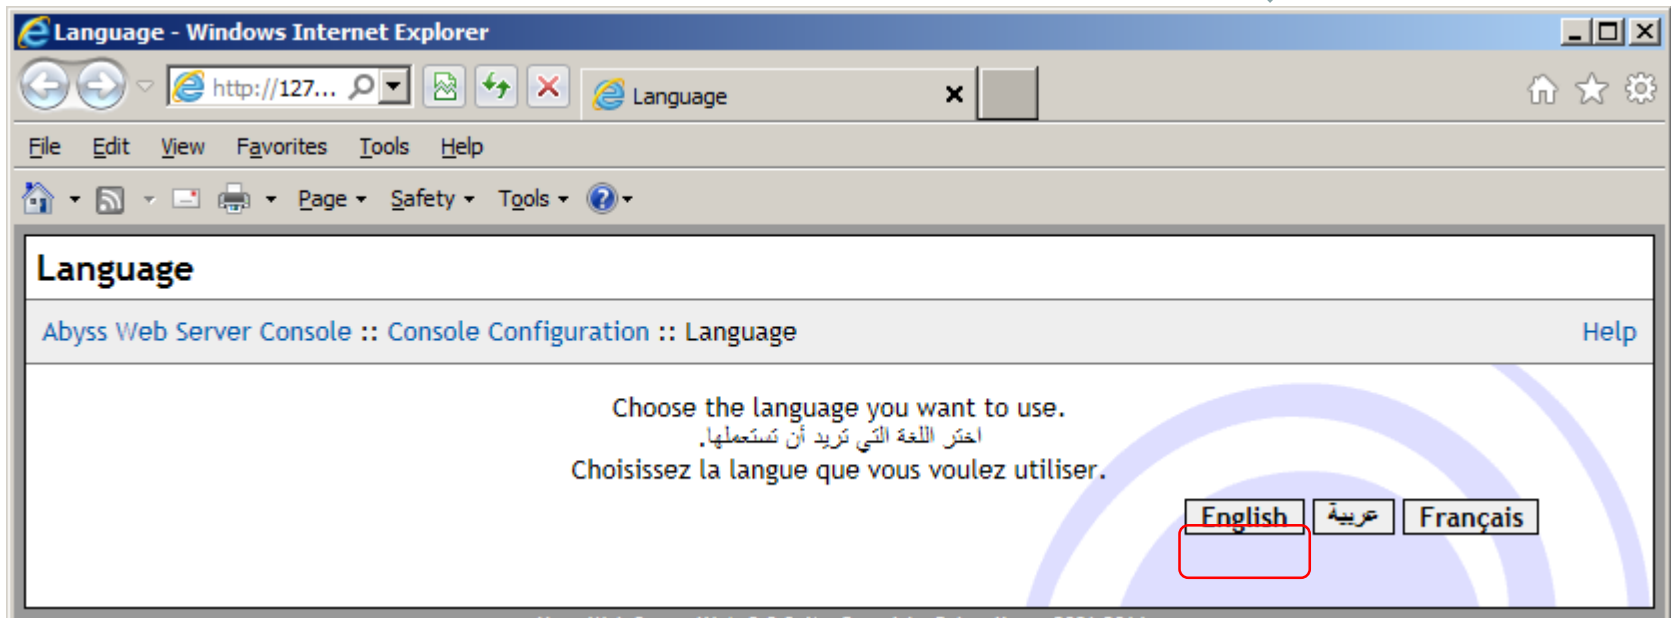 Language - Windows Internet Explorer
http://127... Language
File Edit View Favorites Tools Help
Page Safety Tools
Language
Abyss Web Server Console :: Console Configuration :: Language Help
Choose the language you want to use.
اختر اللغة التي تريد أن تستعملها.
Choisissez la langue que vous voulez utiliser.
English عربية Français